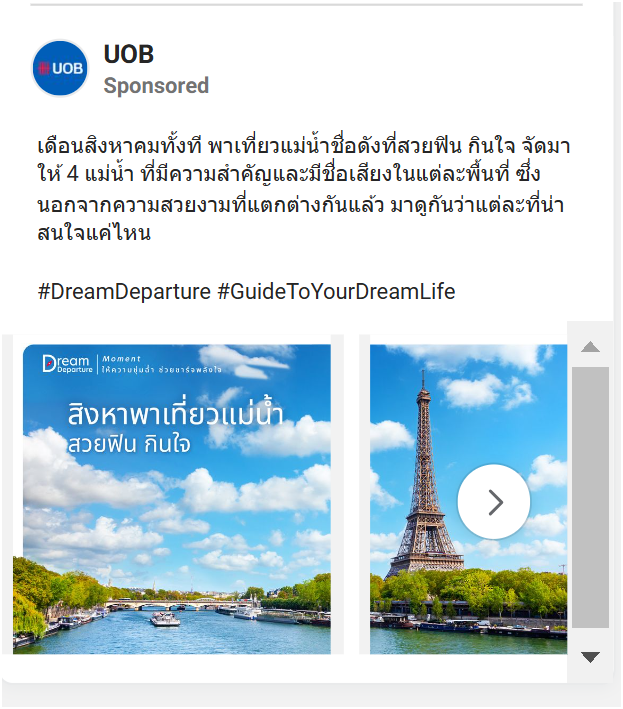 UOB
UOB
Sponsored
เดือนสิงหาคมทั้งที พาเที่ยวแม่น้ำชื่อดังที่สวยฟิน กินใจ จัดมา
ให้ 4 แม่น้ำ ที่มีความสำคัญและมีชื่อเสียงในแต่ละพื้นที่ ซึ่ง
นอกจากความสวยงามที่แตกต่างกันแล้ว มาดูกันว่าแต่ละที่น่า
สนใจแค่ไหน
#DreamDeparture #GuideToYourDreamLife
Dream Departure | Moment
ให้ความชุ่มฉ่ำ ช่วยชาร์จพลังใจ
สิงหาพาเที่ยวแม่น้ำ
สวยฟิน กินใจ